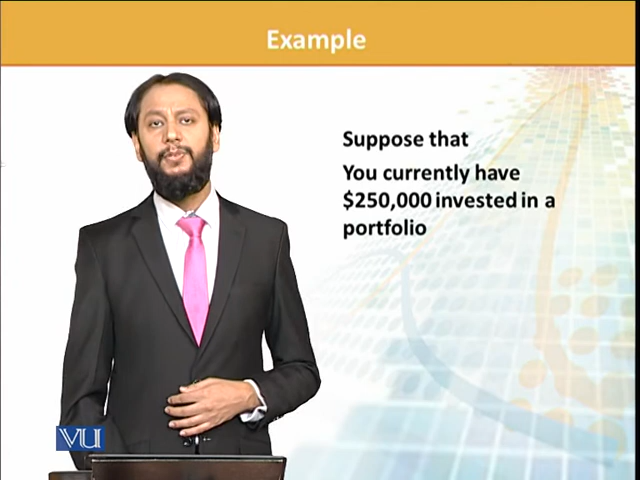 Example
Suppose that
You currently have
$250,000 invested in a
portfolio
VU